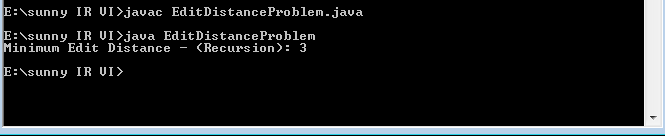 E:\sunny IR VI>javac EditDistanceProblem.java
E:\sunny IR VI>java EditDistanceProblem
Minimum Edit Distance - (Recursion): 3
E:\sunny IR VI>